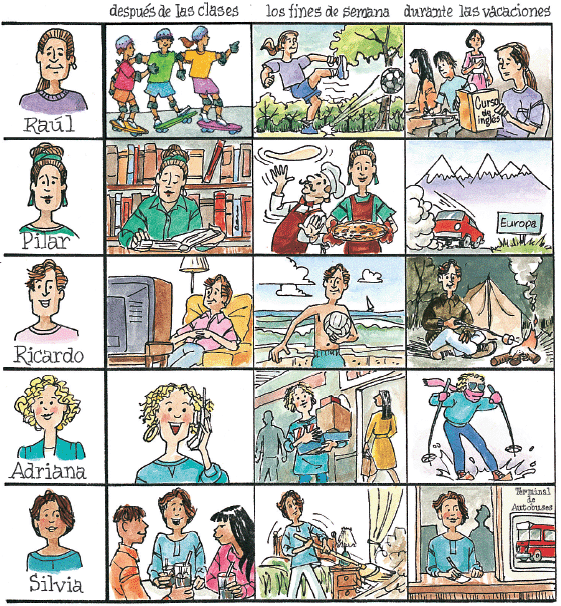 después de las clases
los fines de semana
durante las vacaciones
Raúl
Curso
de
inglés
Pilar
Europa
Ricardo
Adriana
Silvia
Terminal
de
Autobuses